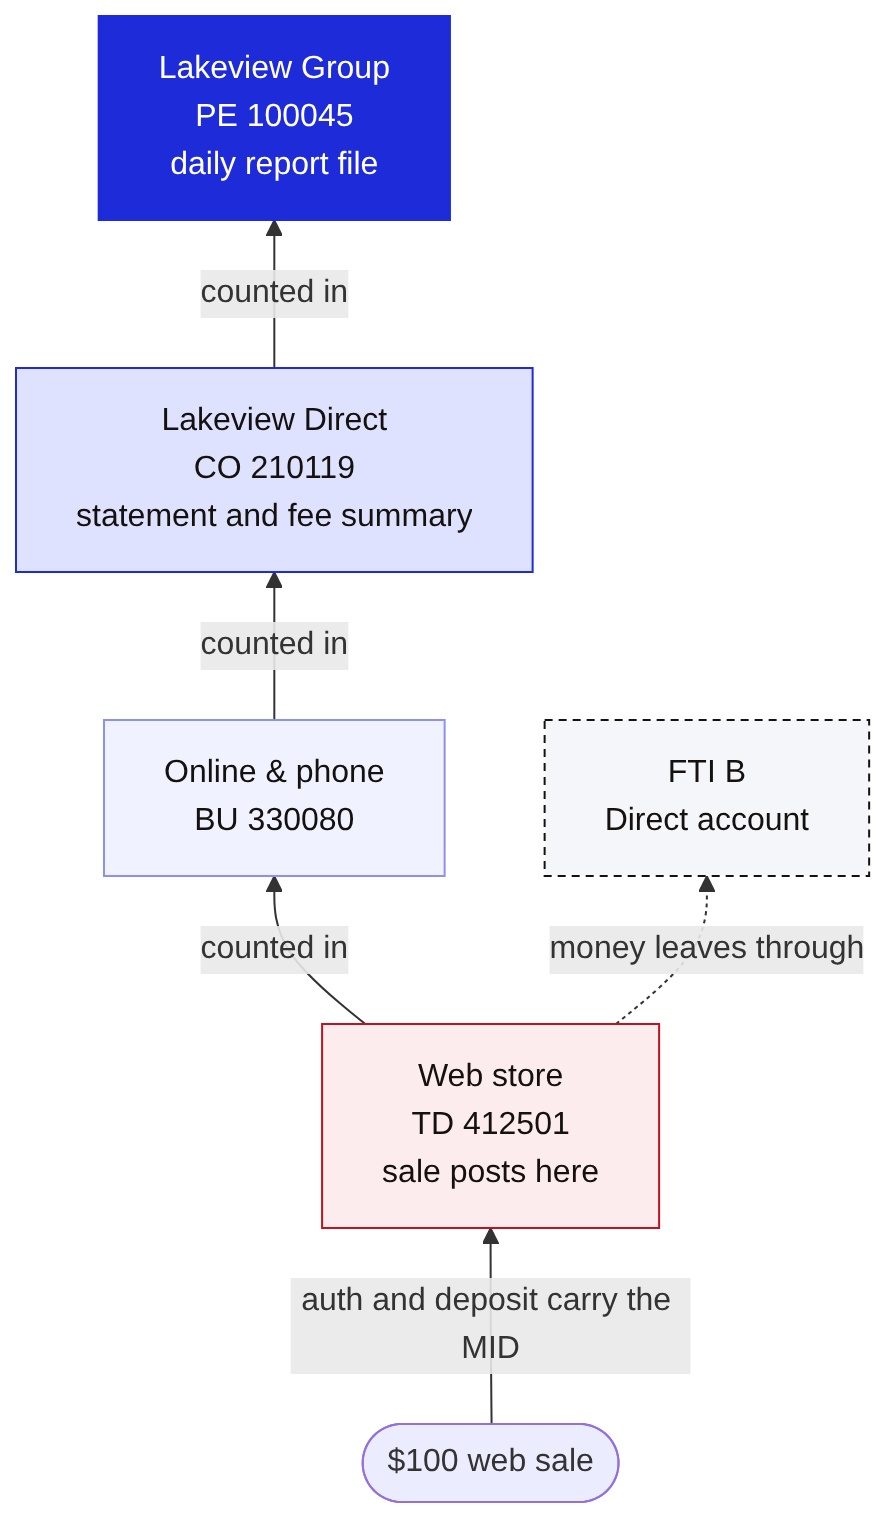 Lakeview Group
PE 100045
daily report file
counted in
Lakeview Direct
CO 210119
statement and fee summary
counted in
Online & phone
BU 330080
FTI B
Direct account
counted in
money leaves through
Web store
TD 412501
sale posts here
auth and deposit carry the
MID
$100 web sale